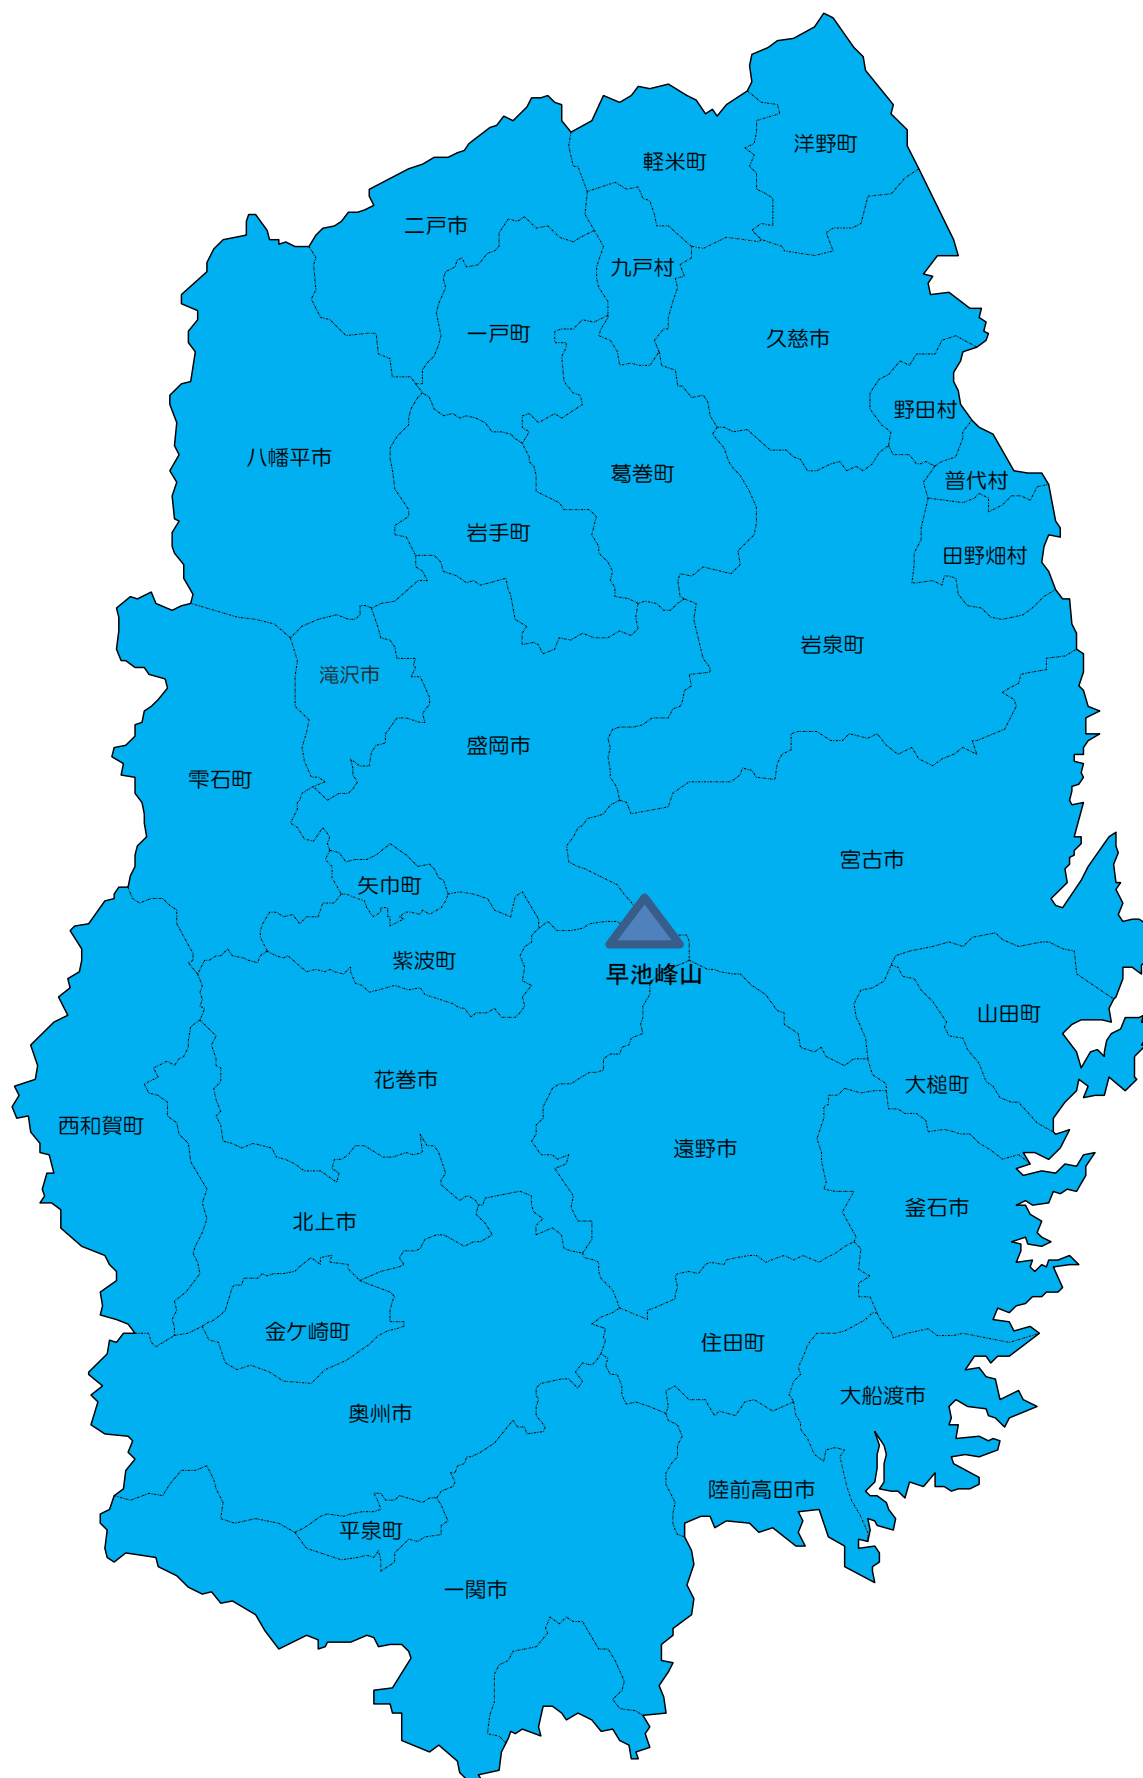 洋野町
軽米町
二戸市
九戸村
一戸町
久慈市
野田村
八幡平市
葛巻町
普代村
岩手町
田野畑村
岩泉町
滝沢市
盛岡市
雫石町
宮古市
矢巾町
紫波町
早池峰山
山田町
花巻市
大槌町
西和賀町
遠野市
釜石市
北上市
金ケ崎町
住田町
大船渡市
奥州市
陸前高田市
平泉町
一関市